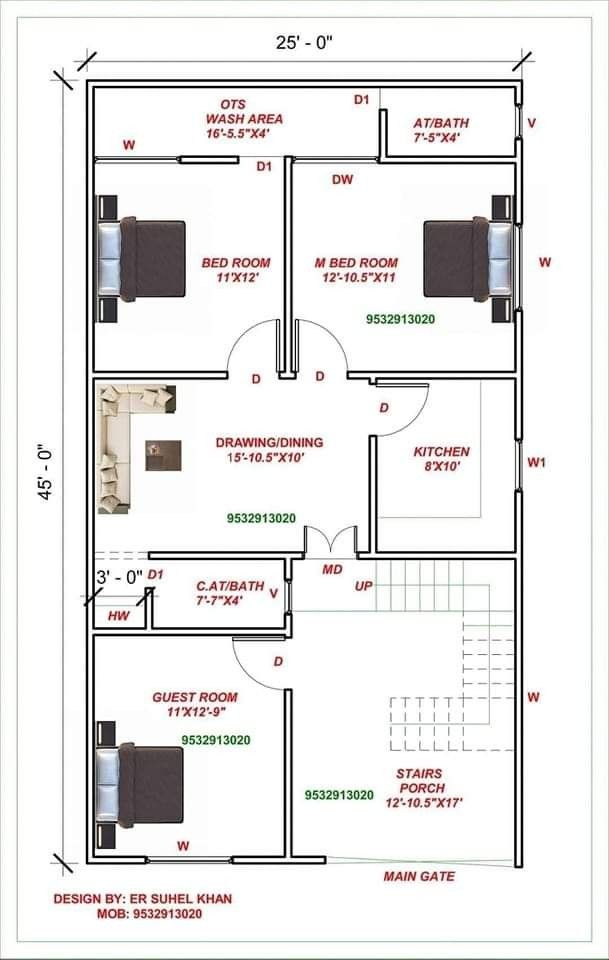 25' - 0"
D1
OTS
WASH AREA
16'-5.5"X4'
AT/BATH
7'-5"X4'
V
W
D1
DW
BED ROOM
11'X12'
M BED ROOM
12'-10.5"X11
W
9532913020
D
D
D
45' - 0"
DRAWING/DINING
15'-10.5"X10'
KITCHEN
8'X10'
W1
9532913020
MD
3' - 0"
D1
C.AT/BATH
7'-7"X4'
V
UP
HW
D
GUEST ROOM
11'X12'-9"
W
9532913020
STAIRS
PORCH
12'-10.5"X17'
9532913020
W
MAIN GATE
DESIGN BY: ER SUHEL KHAN
MOB: 9532913020